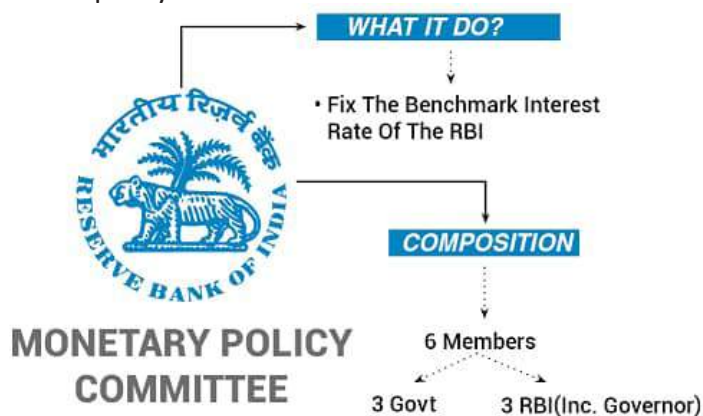 WHAT IT DO?
• Fix The Benchmark Interest
Rate Of The RBI
भारतीय रिज़र्व बैंक
RESERVE BANK OF INDIA
COMPOSITION
MONETARY POLICY
COMMITTEE
6 Members
3 Govt
3 RBI(Inc. Governor)